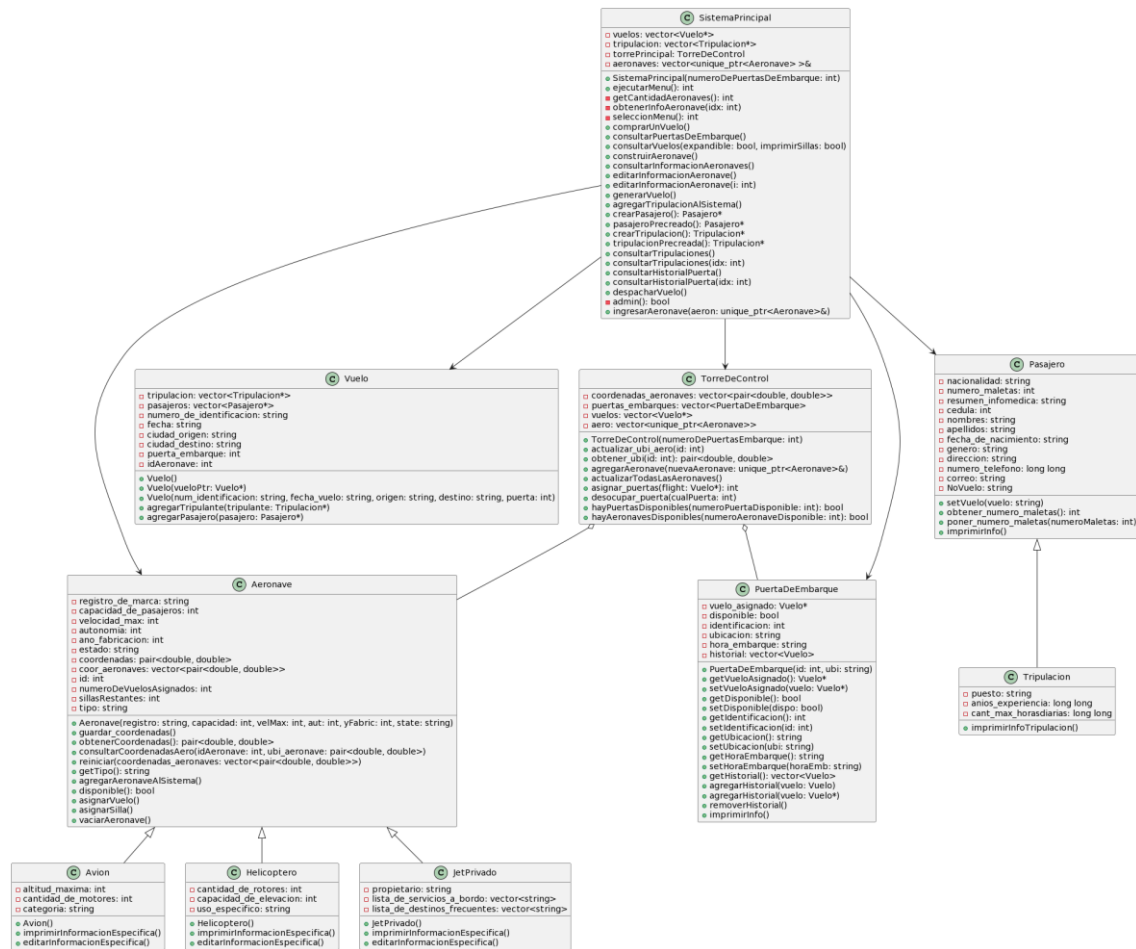 C SistemaPrincipal
vuelos: vector<Vuelo*>
tripulacion: vector<Tripulacion*>
torrePrincipal: TorreDeControl
aeronaves: vector<unique_ptr<Aeronave> >&
SistemaPrincipal(numeroDePuertasDeEmbarque: int)
ejecutarMenu(): int
getCantidadAeronaves(): int
obtenerInfoAeronave(idx: int)
seleccionMenu(): int
comprarUnVuelo()
consultarPuertasDeEmbarque()
consultarVuelos(expandible: bool, imprimirSillas: bool)
construirAeronave()
consultarInformacionAeronaves()
editarInformacionAeronave()
editarInformacionAeronave(i: int)
generarVuelo()
agregarTripulacionAlSistema()
crearPasajero(): Pasajero*
pasajeroPrecreado(): Pasajero*
crearTripulacion(): Tripulacion*
tripulacionPrecreada(): Tripulacion*
consultarTripulaciones()
consultarTripulaciones(idx: int)
consultarHistorialPuerta()
consultarHistorialPuerta(idx: int)
despacharVuelo()
admin(): bool
ingresarAeronave(aeron: unique_ptr<Aeronave>&)
C Vuelo
tripulacion: vector<Tripulacion*>
pasajeros: vector<Pasajero*>
numero_de_identificacion: string
fecha: string
ciudad_origen: string
ciudad_destino: string
puerta_embarque: int
idAeronave: int
Vuelo()
Vuelo(vueloPtr: Vuelo*)
Vuelo(num_identificacion: string, fecha_vuelo: string, origen: string, destino: string, puerta: int)
agregarTripulante(tripulante: Tripulacion*)
agregarPasajero(pasajero: Pasajero*)
C TorreDeControl
coordenadas_aeronaves: vector<pair<double, double>>
puertas_embarques: vector<PuertaDeEmbarque>
vuelos: vector<Vuelo*>
aero: vector<unique_ptr<Aeronave>>
TorreDeControl(numeroDePuertasEmbarque: int)
actualizar_ubi_aero(id: int)
obtener_ubi(id: int): pair<double, double>
agregarAeronave(nuevaAeronave: unique_ptr<Aeronave>&)
actualizarTodasLasAeronaves()
asignar_puertas(flight: Vuelo*): int
desocupar_puerta(cualPuerta: int)
hayPuertasDisponibles(numeroPuertaDisponible: int): bool
hayAeronavesDisponibles(numeroAeronaveDisponible: int): bool
C Pasajero
nacionalidad: string
numero_maletas: int
resumen_infomedica: string
cedula: int
nombres: string
apellidos: string
fecha_de_nacimiento: string
genero: string
direccion: string
numero_telefono: long long
correo: string
NoVuelo: string
setVuelo(vuelo: string)
obtener_numero_maletas(): int
poner_numero_maletas(numeroMaletas: int)
imprimirInfo()
C Aeronave
registro_de_marca: string
capacidad_de_pasajeros: int
velocidad_max: int
autonomia: int
ano_fabricacion: int
estado: string
coordenadas: pair<double, double>
coor_aeronaves: vector<pair<double, double>>
id: int
numeroDeVuelosAsignados: int
sillasRestantes: int
tipo: string
Aeronave(registro: string, capacidad: int, velMax: int, aut: int, yFabric: int, state: string)
guardar_coordenadas()
obtenerCoordenadas(): pair<double, double>
consultarCoordenadasAero(idAeronave: int, ubi_aeronave: pair<double, double>)
reiniciar(coordenadas_aeronaves: vector<pair<double, double>>)
getTipo(): string
agregarAeronaveAlSistema()
disponible(): bool
asignarVuelo()
asignarSilla()
vaciarAeronave()
C PuertaDeEmbarque
vuelo_asignado: Vuelo*
disponible: bool
identificacion: int
ubicacion: string
hora_embarque: string
historial: vector<Vuelo>
PuertaDeEmbarque(id: int, ubi: string)
getVueloAsignado(): Vuelo*
setVueloAsignado(vuelo: Vuelo*)
getDisponible(): bool
setDisponible(dispo: bool)
getIdentificacion(): int
setIdentificacion(id: int)
getUbicacion(): string
setUbicacion(ubi: string)
getHoraEmbarque(): string
setHoraEmbarque(horaEmb: string)
getHistorial(): vector<Vuelo>
agregarHistorial(vuelo: Vuelo)
agregarHistorial(vuelo: Vuelo*)
removerHistorial()
imprimirInfo()
C Tripulacion
puesto: string
anios_experiencia: long long
cant_max_horasdiarias: long long
imprimirInfoTripulacion()
C Avion
altitud_maxima: int
cantidad_de_motores: int
categoria: string
Avion()
imprimirInformacionEspecifica()
editarInformacionEspecifica()
C Helicoptero
cantidad_de_rotores: int
capacidad_de_elevacion: int
uso_especifico: string
Helicoptero()
imprimirInformacionEspecifica()
editarInformacionEspecifica()
C JetPrivado
propietario: string
lista_de_servicios_a_bordo: vector<string>
lista_de_destinos_frecuentes: vector<string>
JetPrivado()
imprimirInformacionEspecifica()
editarInformacionEspecifica()